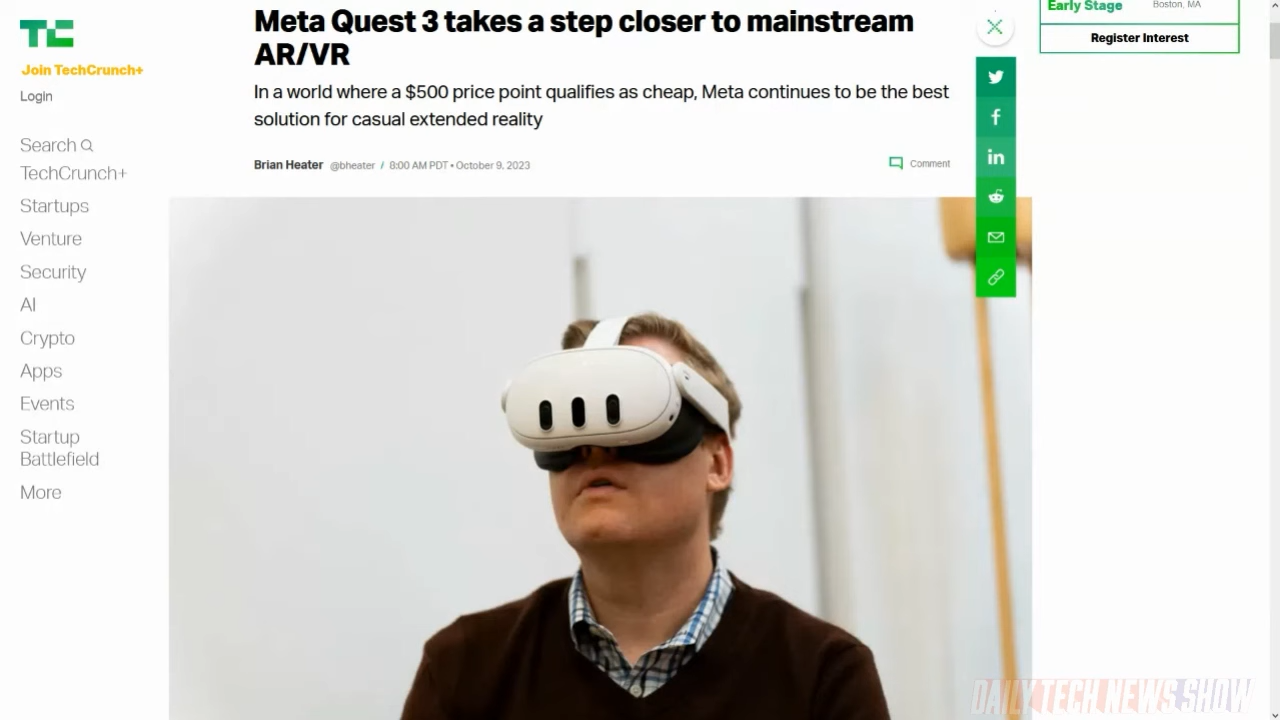 Meta Quest 3 takes a step closer to mainstream
AR/VR
In a world where a $500 price point qualifies as cheap, Meta continues to be the best
solution for casual extended reality
Brian Heater @bheater / 8:00 AM PDT • October 9, 2023
Comment
TC
Join TechCrunch+
Login
Search
TechCrunch+
Startups
Venture
Security
AI
Crypto
Apps
Events
Startup
Battlefield
More
Early Stage
Boston, MA
Register Interest
DAILY TECH NEWS SHOW